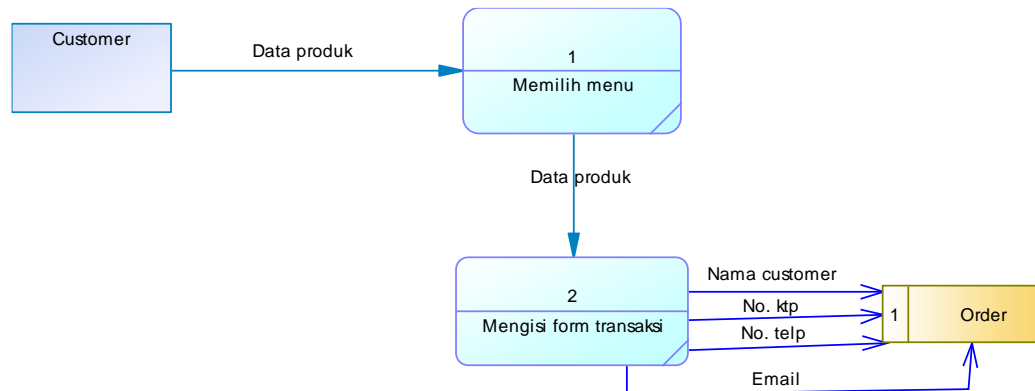 Customer
Data produk
1
Memilih menu
Data produk
2
Mengisi form transaksi
Nama customer
No. ktp
No. telp
Email
1
Order